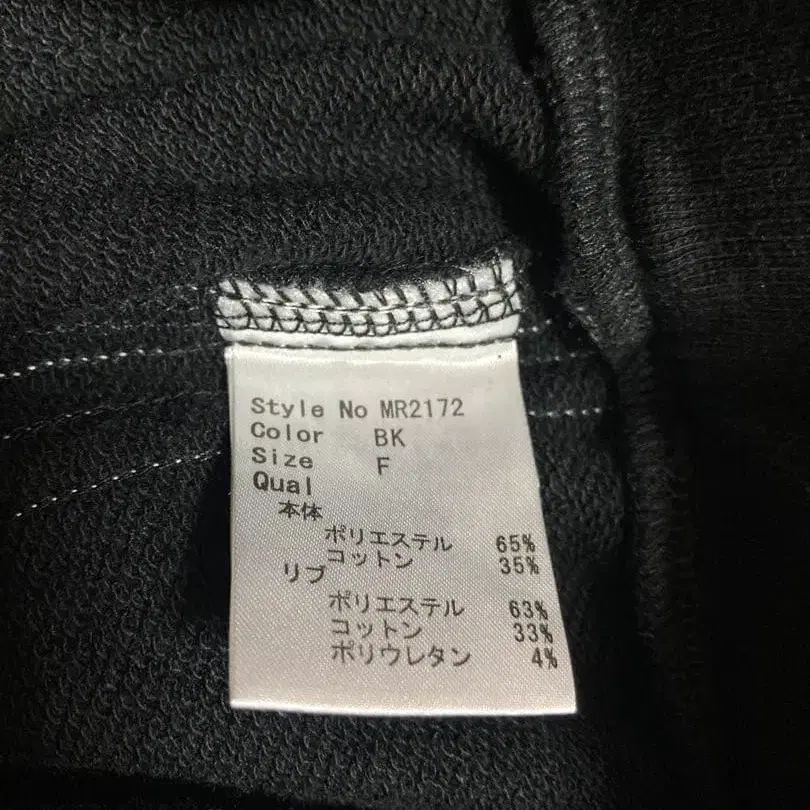 Style No MR2172
Color BK
Size F
Qual
本体
ポリエステル 65%
コットン 35%
リブ
ポリエステル 63%
コットン 33%
ポリウレタン 4%